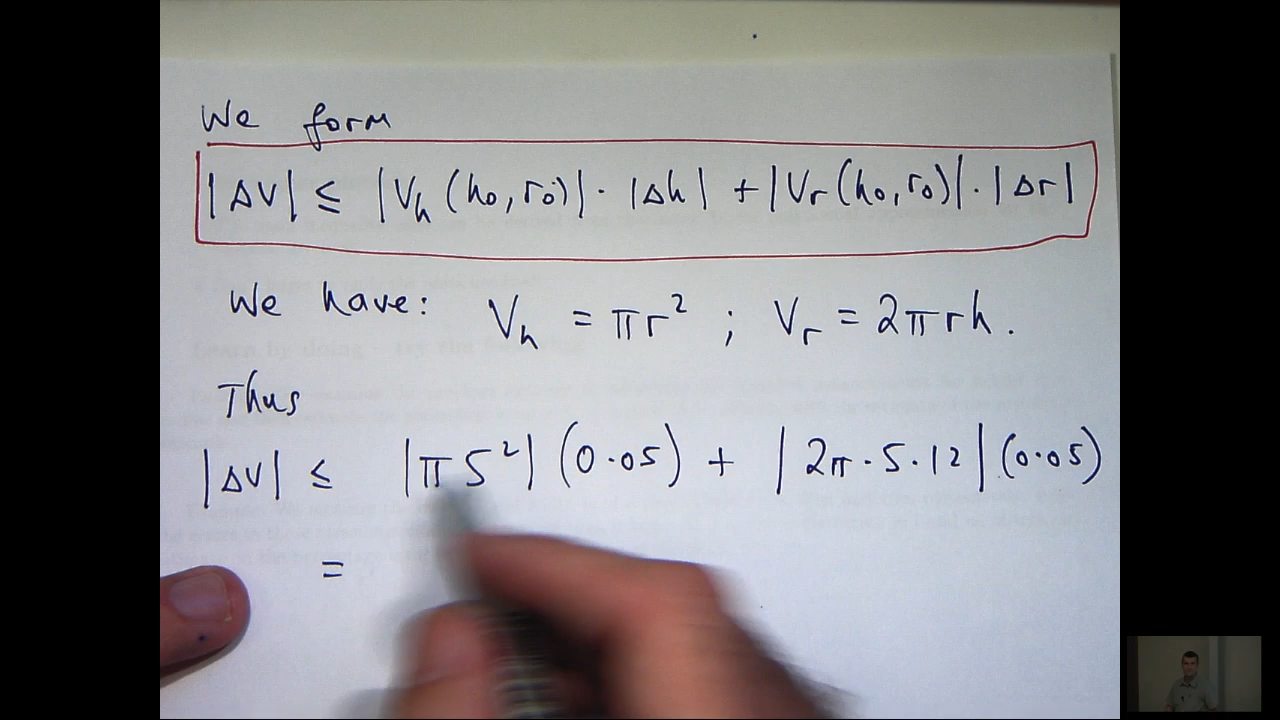 We form
|ΔV| ≤ |V_h (h₀, r₀)| · |Δh| + |V_r (h₀, r₀)| · |Δr|
We have: V_h = πr² ; V_r = 2πrh.
Thus
|ΔV| ≤ |π5²| (0·05) + |2π·5·12| (0·05)
=